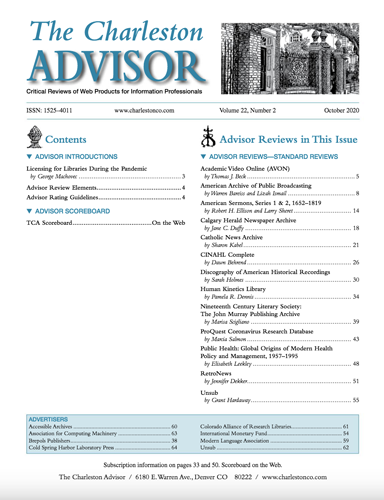 The Charleston
ADVISOR
Critical Reviews of Web Products for Information Professionals
ISSN: 1525-4011 www.charlestonco.com Volume 22, Number 2 October 2020
Contents
▼ ADVISOR INTRODUCTIONS
Licensing for Libraries During the Pandemic
by George Machovec ... 3
Advisor Review Elements ... 4
Advisor Rating Guidelines ... 4
▼ ADVISOR SCOREBOARD
TCA Scoreboard ... On the Web
Advisor Reviews in This Issue
▼ ADVISOR REVIEWS—STANDARD REVIEWS
Academic Video Online (AVON)
by Thomas J. Beck ... 5
American Archive of Public Broadcasting
by Warren Bareiss and Lizah Ismail ... 8
American Sermons, Series 1 & 2, 1652–1819
by Robert H. Ellison and Larry Sheret ... 14
Calgary Herald Newspaper Archive
by Jane C. Duffy ... 18
Catholic News Archive
by Sharon Kabel ... 21
CINAHL Complete
by Dawn Behrend ... 26
Discography of American Historical Recordings
by Sarah Holmes ... 30
Human Kinetics Library
by Pamela R. Dennis ... 34
Nineteenth Century Literary Society:
The John Murray Publishing Archive
by Marisa Scigliano ... 39
ProQuest Coronavirus Research Database
by Marcia Salmon ... 43
Public Health: Global Origins of Modern Health
Policy and Management, 1957–1995
by Elisabeth Leekley ... 48
RetroNews
by Jennifer Dekker ... 51
Unsub
by Grant Hardaway ... 55
ADVERTISERS
Accessible Archives ... 60
Association for Computing Machinery ... 63
Brepols Publishers ... 38
Cold Spring Harbor Laboratory Press ... 64
Colorado Alliance of Research Libraries ... 61
International Monetary Fund ... 54
Modern Language Association ... 59
Unsub ... 62
Subscription information on pages 33 and 50. Scoreboard on the Web.
The Charleston Advisor / 6180 E. Warren Ave., Denver CO 80222 / www.charlestonco.com